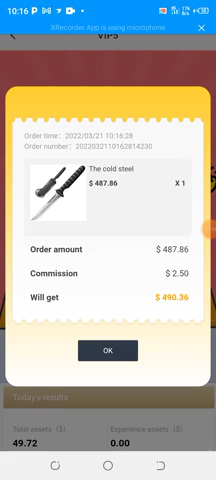 10:16
XRecorder App is using microphone
VIP5
Order time: 2022/03/21 10:16:28
Order number: 2022032110162814230
The cold steel
$ 487.86 X 1
Order amount $ 487.86
Commission $ 2.50
Will get $ 490.36
OK
Today's results
Total assets ($) Experience assets ($)
49.72 0.00